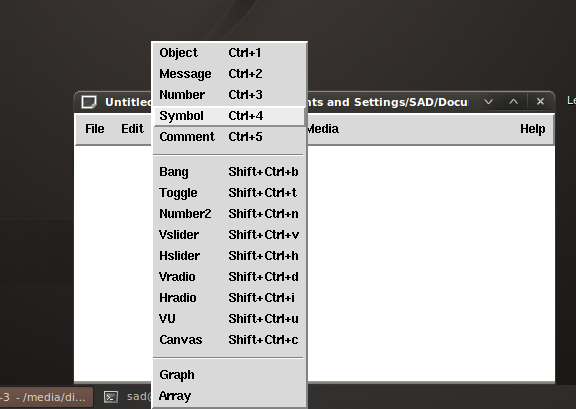 Object Ctrl+1
Message Ctrl+2
Number Ctrl+3
Untitled nts and Settings/SAD/Docu
Symbol Ctrl+4
File Edit Media Help
Comment Ctrl+5
Bang Shift+Ctrl+b
Toggle Shift+Ctrl+t
Number2 Shift+Ctrl+n
Vslider Shift+Ctrl+v
Hslider Shift+Ctrl+h
Vradio Shift+Ctrl+d
Hradio Shift+Ctrl+i
VU Shift+Ctrl+u
Canvas Shift+Ctrl+c
Graph
Array
-3 - /media/di... sad@